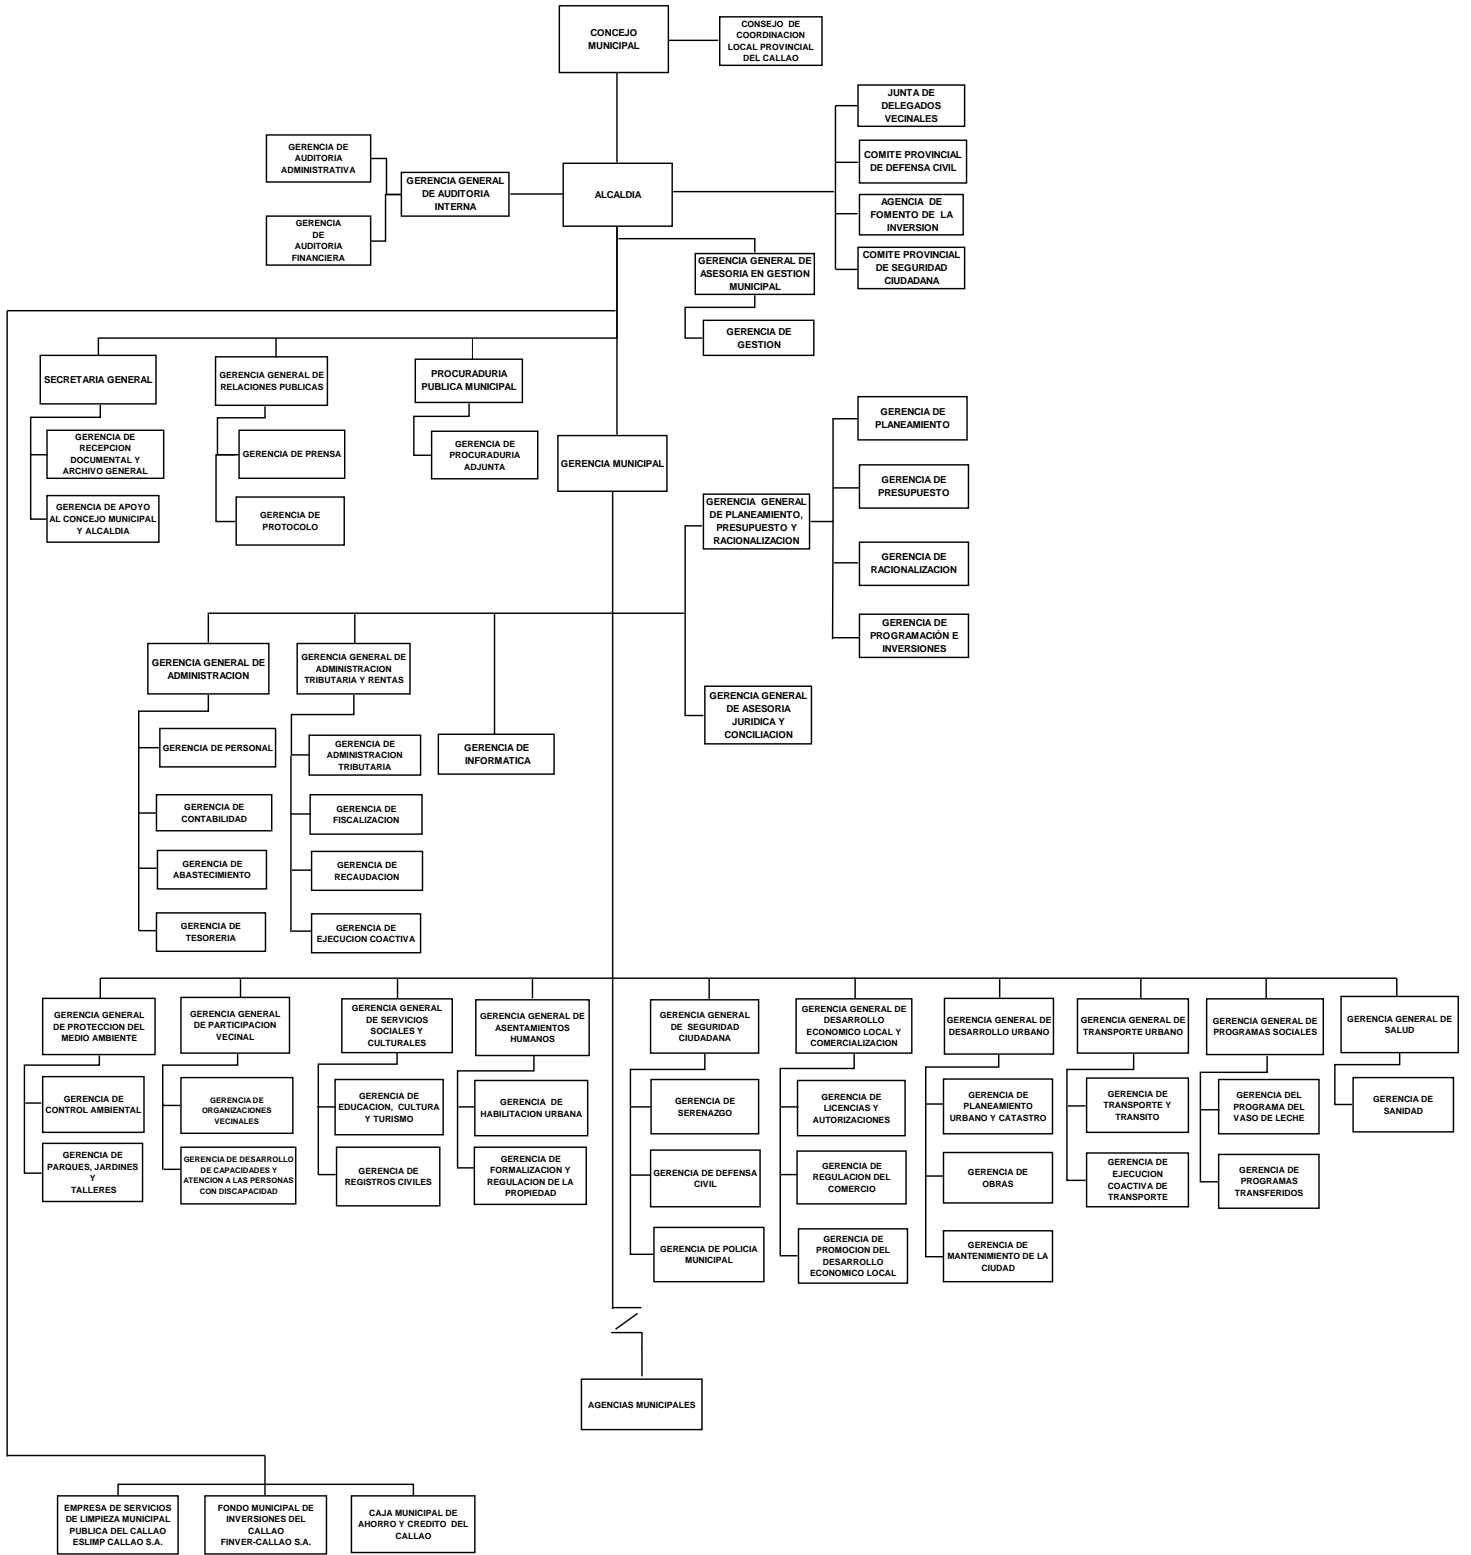 CONCEJO
MUNICIPAL
CONSEJO DE
COORDINACION
LOCAL PROVINCIAL
DEL CALLAO
JUNTA DE
DELEGADOS
VECINALES
COMITE PROVINCIAL
DE DEFENSA CIVIL
AGENCIA DE
FOMENTO DE LA
INVERSION
COMITE PROVINCIAL
DE SEGURIDAD
CIUDADANA
GERENCIA DE
AUDITORIA
ADMINISTRATIVA
GERENCIA
DE
AUDITORIA
FINANCIERA
GERENCIA GENERAL
DE AUDITORIA
INTERNA
ALCALDIA
GERENCIA GENERAL DE
ASESORIA EN GESTION
MUNICIPAL
GERENCIA DE
GESTION
SECRETARIA GENERAL
GERENCIA DE
RECEPCION
DOCUMENTAL Y
ARCHIVO GENERAL
GERENCIA DE APOYO
AL CONCEJO MUNICIPAL
Y ALCALDIA
GERENCIA GENERAL DE
RELACIONES PUBLICAS
GERENCIA DE PRENSA
GERENCIA DE
PROTOCOLO
PROCURADURIA
PUBLICA MUNICIPAL
GERENCIA DE
PROCURADURIA
ADJUNTA
GERENCIA MUNICIPAL
GERENCIA GENERAL
DE PLANEAMIENTO,
PRESUPUESTO Y
RACIONALIZACION
GERENCIA DE
PLANEAMIENTO
GERENCIA DE
PRESUPUESTO
GERENCIA DE
RACIONALIZACION
GERENCIA DE
PROGRAMACIÓN E
INVERSIONES
GERENCIA GENERAL
DE ASESORIA
JURIDICA Y
CONCILIACION
GERENCIA GENERAL DE
ADMINISTRACION
GERENCIA DE PERSONAL
GERENCIA DE
CONTABILIDAD
GERENCIA DE
ABASTECIMIENTO
GERENCIA DE
TESORERIA
GERENCIA GENERAL DE
ADMINISTRACION
TRIBUTARIA Y RENTAS
GERENCIA DE
ADMINISTRACION
TRIBUTARIA
GERENCIA DE
FISCALIZACION
GERENCIA DE
RECAUDACION
GERENCIA DE
EJECUCION COACTIVA
GERENCIA DE
INFORMATICA
GERENCIA GENERAL
DE PROTECCION DEL
MEDIO AMBIENTE
GERENCIA DE
CONTROL AMBIENTAL
GERENCIA DE
PARQUES, JARDINES
Y
TALLERES
GERENCIA GENERAL
DE PARTICIPACION
VECINAL
GERENCIA DE
ORGANIZACIONES
VECINALES
GERENCIA DE DESARROLLO
DE CAPACIDADES Y
ATENCION A LAS PERSONAS
CON DISCAPACIDAD
GERENCIA GENERAL
DE SERVICIOS
SOCIALES Y
CULTURALES
GERENCIA DE
EDUCACION, CULTURA
Y TURISMO
GERENCIA DE
REGISTROS CIVILES
GERENCIA GENERAL DE
ASENTAMIENTOS
HUMANOS
GERENCIA DE
HABILITACION URBANA
GERENCIA DE
FORMALIZACION Y
REGULACION DE LA
PROPIEDAD
GERENCIA GENERAL
DE SEGURIDAD
CIUDADANA
GERENCIA DE
SERENAZGO
GERENCIA DE DEFENSA
CIVIL
GERENCIA DE POLICIA
MUNICIPAL
GERENCIA GENERAL DE
DESARROLLO
ECONOMICO LOCAL Y
COMERCIALIZACION
GERENCIA DE
LICENCIAS Y
AUTORIZACIONES
GERENCIA DE
REGULACION DEL
COMERCIO
GERENCIA DE
PROMOCION DEL
DESARROLLO
ECONOMICO LOCAL
GERENCIA GENERAL DE
DESARROLLO URBANO
GERENCIA DE
PLANEAMIENTO
URBANO Y CATASTRO
GERENCIA DE
OBRAS
GERENCIA DE
MANTENIMIENTO DE LA
CIUDAD
GERENCIA GENERAL DE
TRANSPORTE URBANO
GERENCIA DE
TRANSPORTE Y
TRANSITO
GERENCIA DE
EJECUCION
COACTIVA DE
TRANSPORTE
GERENCIA GENERAL DE
PROGRAMAS SOCIALES
GERENCIA DEL
PROGRAMA DEL
VASO DE LECHE
GERENCIA DE
PROGRAMAS
TRANSFERIDOS
GERENCIA GENERAL DE
SALUD
GERENCIA DE
SANIDAD
AGENCIAS MUNICIPALES
EMPRESA DE SERVICIOS
DE LIMPIEZA MUNICIPAL
PUBLICA DEL CALLAO
ESLIMP CALLAO S.A.
FONDO MUNICIPAL DE
INVERSIONES DEL
CALLAO
FINVER-CALLAO S.A.
CAJA MUNICIPAL DE
AHORRO Y CREDITO DEL
CALLAO